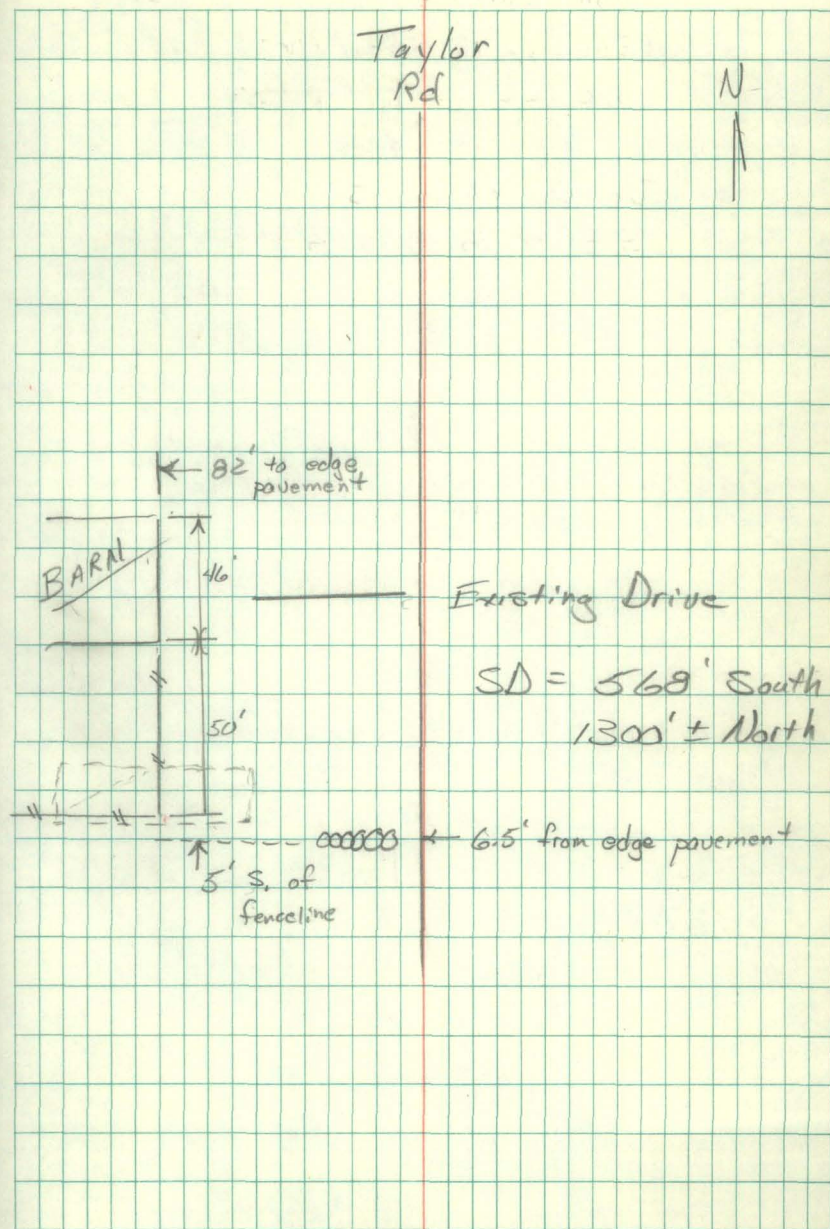 Taylor
Rd
N
← 82' to edge
pavement
BARN
46'
Existing Drive
SD = 568' South
1300' ± North
50'
← 6.5' from edge pavement
5' S. of
fenceline